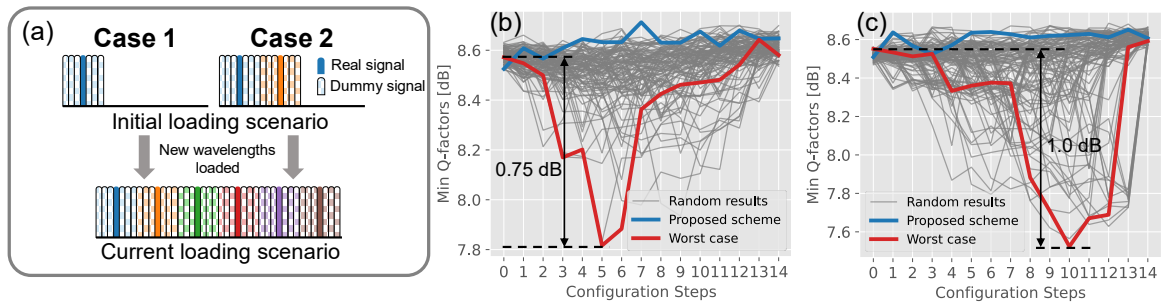 (a)
Case 1
Case 2
Real signal
Dummy signal
Initial loading scenario
New wavelengths
loaded
Current loading scenario
(b)
Min Q-factors [dB]
8.6
8.4
8.2
8.0
7.8
0.75 dB
Random results
Proposed scheme
Worst case
0 1 2 3 4 5 6 7 8 9 10 11 12 13 14
Configuration Steps
(c)
Min Q-factors [dB]
8.6
8.4
8.2
8.0
7.8
7.6
1.0 dB
Random results
Proposed scheme
Worst case
0 1 2 3 4 5 6 7 8 9 10 11 12 13 14
Configuration Steps